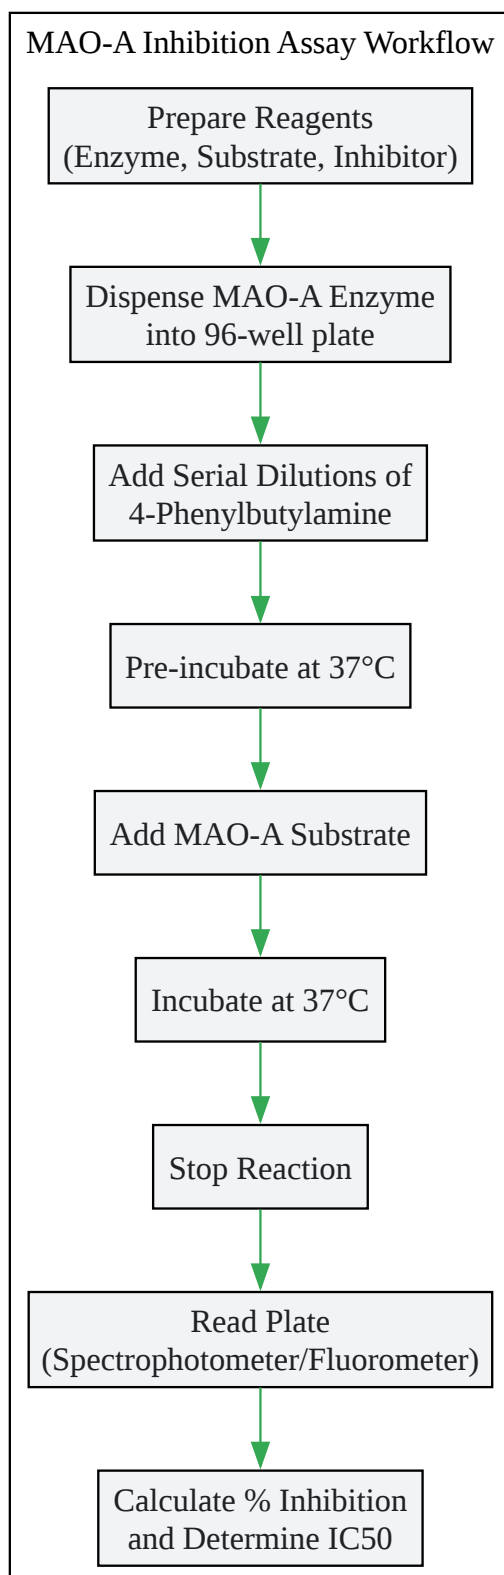 MAO-A Inhibition Assay Workflow
Prepare Reagents
(Enzyme, Substrate, Inhibitor)
Dispense MAO-A Enzyme
into 96-well plate
Add Serial Dilutions of
4-Phenylbutylamine
Pre-incubate at 37°C
Add MAO-A Substrate
Incubate at 37°C
Stop Reaction
Read Plate
(Spectrophotometer/Fluorometer)
Calculate % Inhibition
and Determine IC50